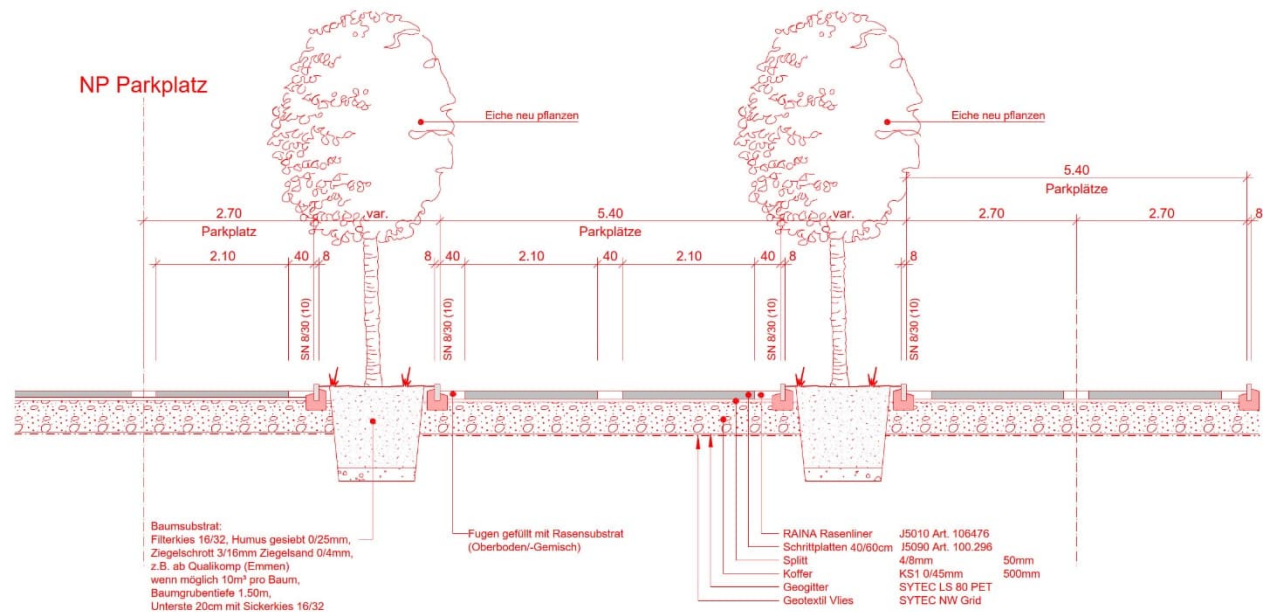 NP Parkplatz
Eiche neu pflanzen
Eiche neu pflanzen
5.40
Parkplätze
2.70
var.
5.40
var.
2.70
2.70
8
Parkplatz
Parkplätze
2.10
40
8
8
40
2.10
40
2.10
40
8
8
SN 8/30 (10)
SN 8/30 (10)
SN 8/30 (10)
SN 8/30 (10)
Baumsubstrat:
Filterkies 16/32, Humus gesiebt 0/25mm,
Ziegelschrott 3/16mm Ziegelsand 0/4mm,
z.B. ab Qualikomp (Emmen)
wenn möglich 10m³ pro Baum,
Baumgrubentiefe 1.50m,
Unterste 20cm mit Sickerkies 16/32
Fugen gefüllt mit Rasensubstrat
(Oberboden/-Gemisch)
RAINA Rasenliner J5010 Art. 106476
Schrittplatten 40/60cm J5090 Art. 100.296
Splitt 4/8mm 50mm
Koffer KS1 0/45mm 500mm
Geogitter SYTEC LS 80 PET
Geotextil Vlies SYTEC NW Grid